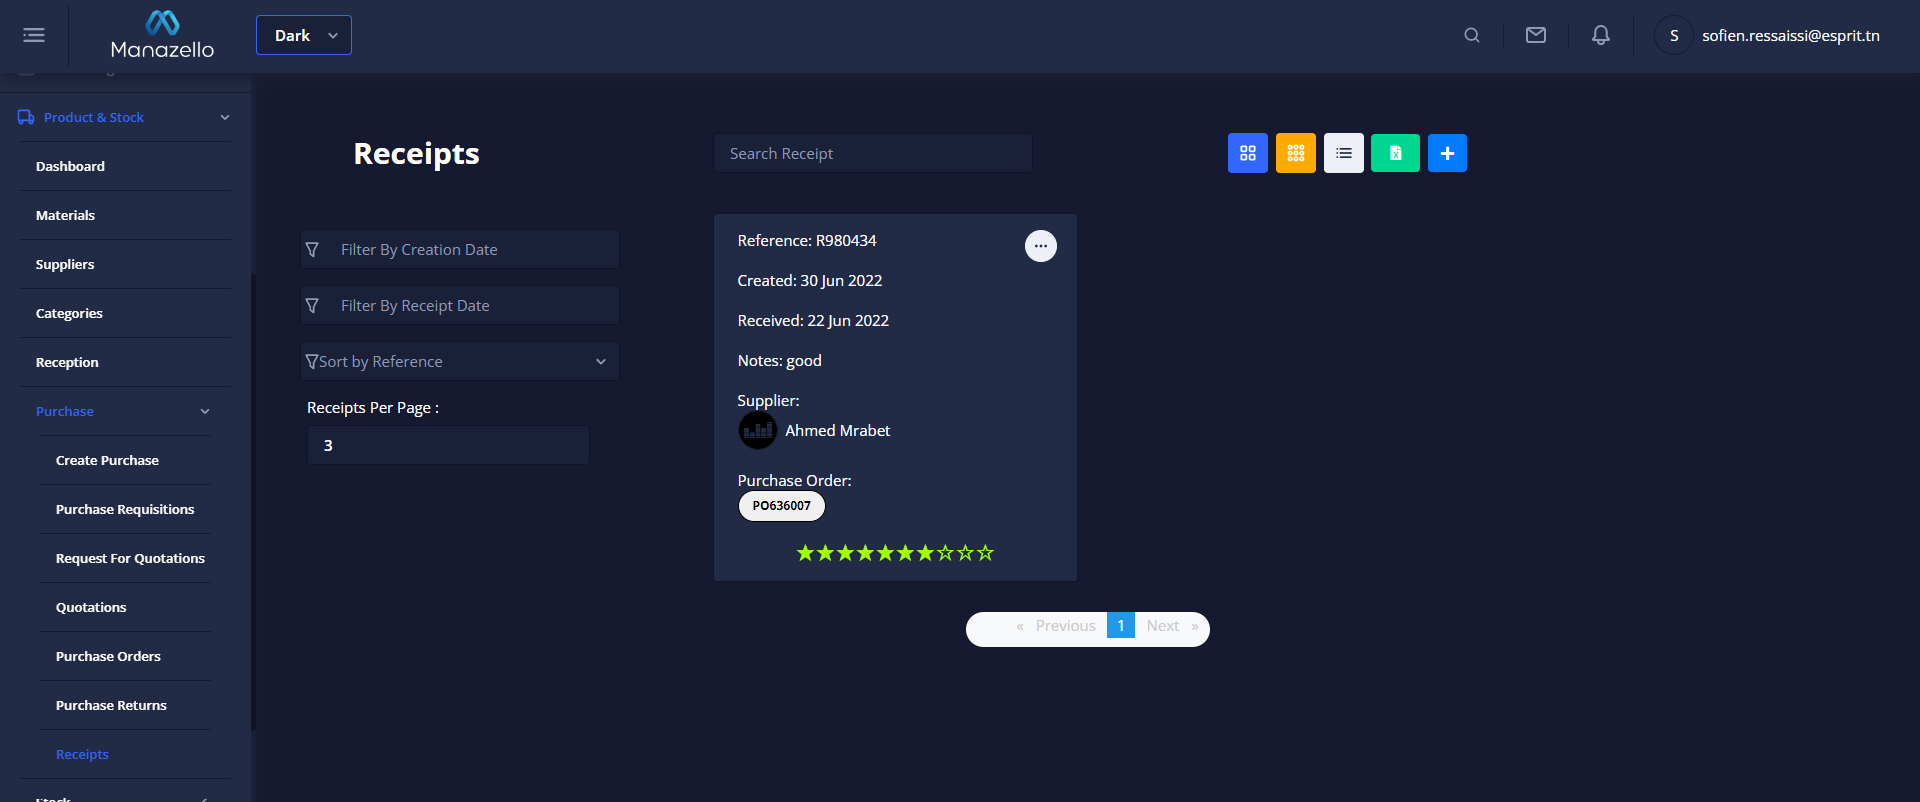 Manazello
Dark
S
sofien.ressaissi@esprit.tn
Product & Stock
Dashboard
Materials
Suppliers
Categories
Reception
Purchase
Create Purchase
Purchase Requisitions
Request For Quotations
Quotations
Purchase Orders
Purchase Returns
Receipts
Stock
Receipts
Search Receipt
Filter By Creation Date
Filter By Receipt Date
Sort by Reference
Receipts Per Page :
3
Reference: R980434
Created: 30 Jun 2022
Received: 22 Jun 2022
Notes: good
Supplier:
Ahmed Mrabet
Purchase Order:
PO636007
« Previous 1 Next »